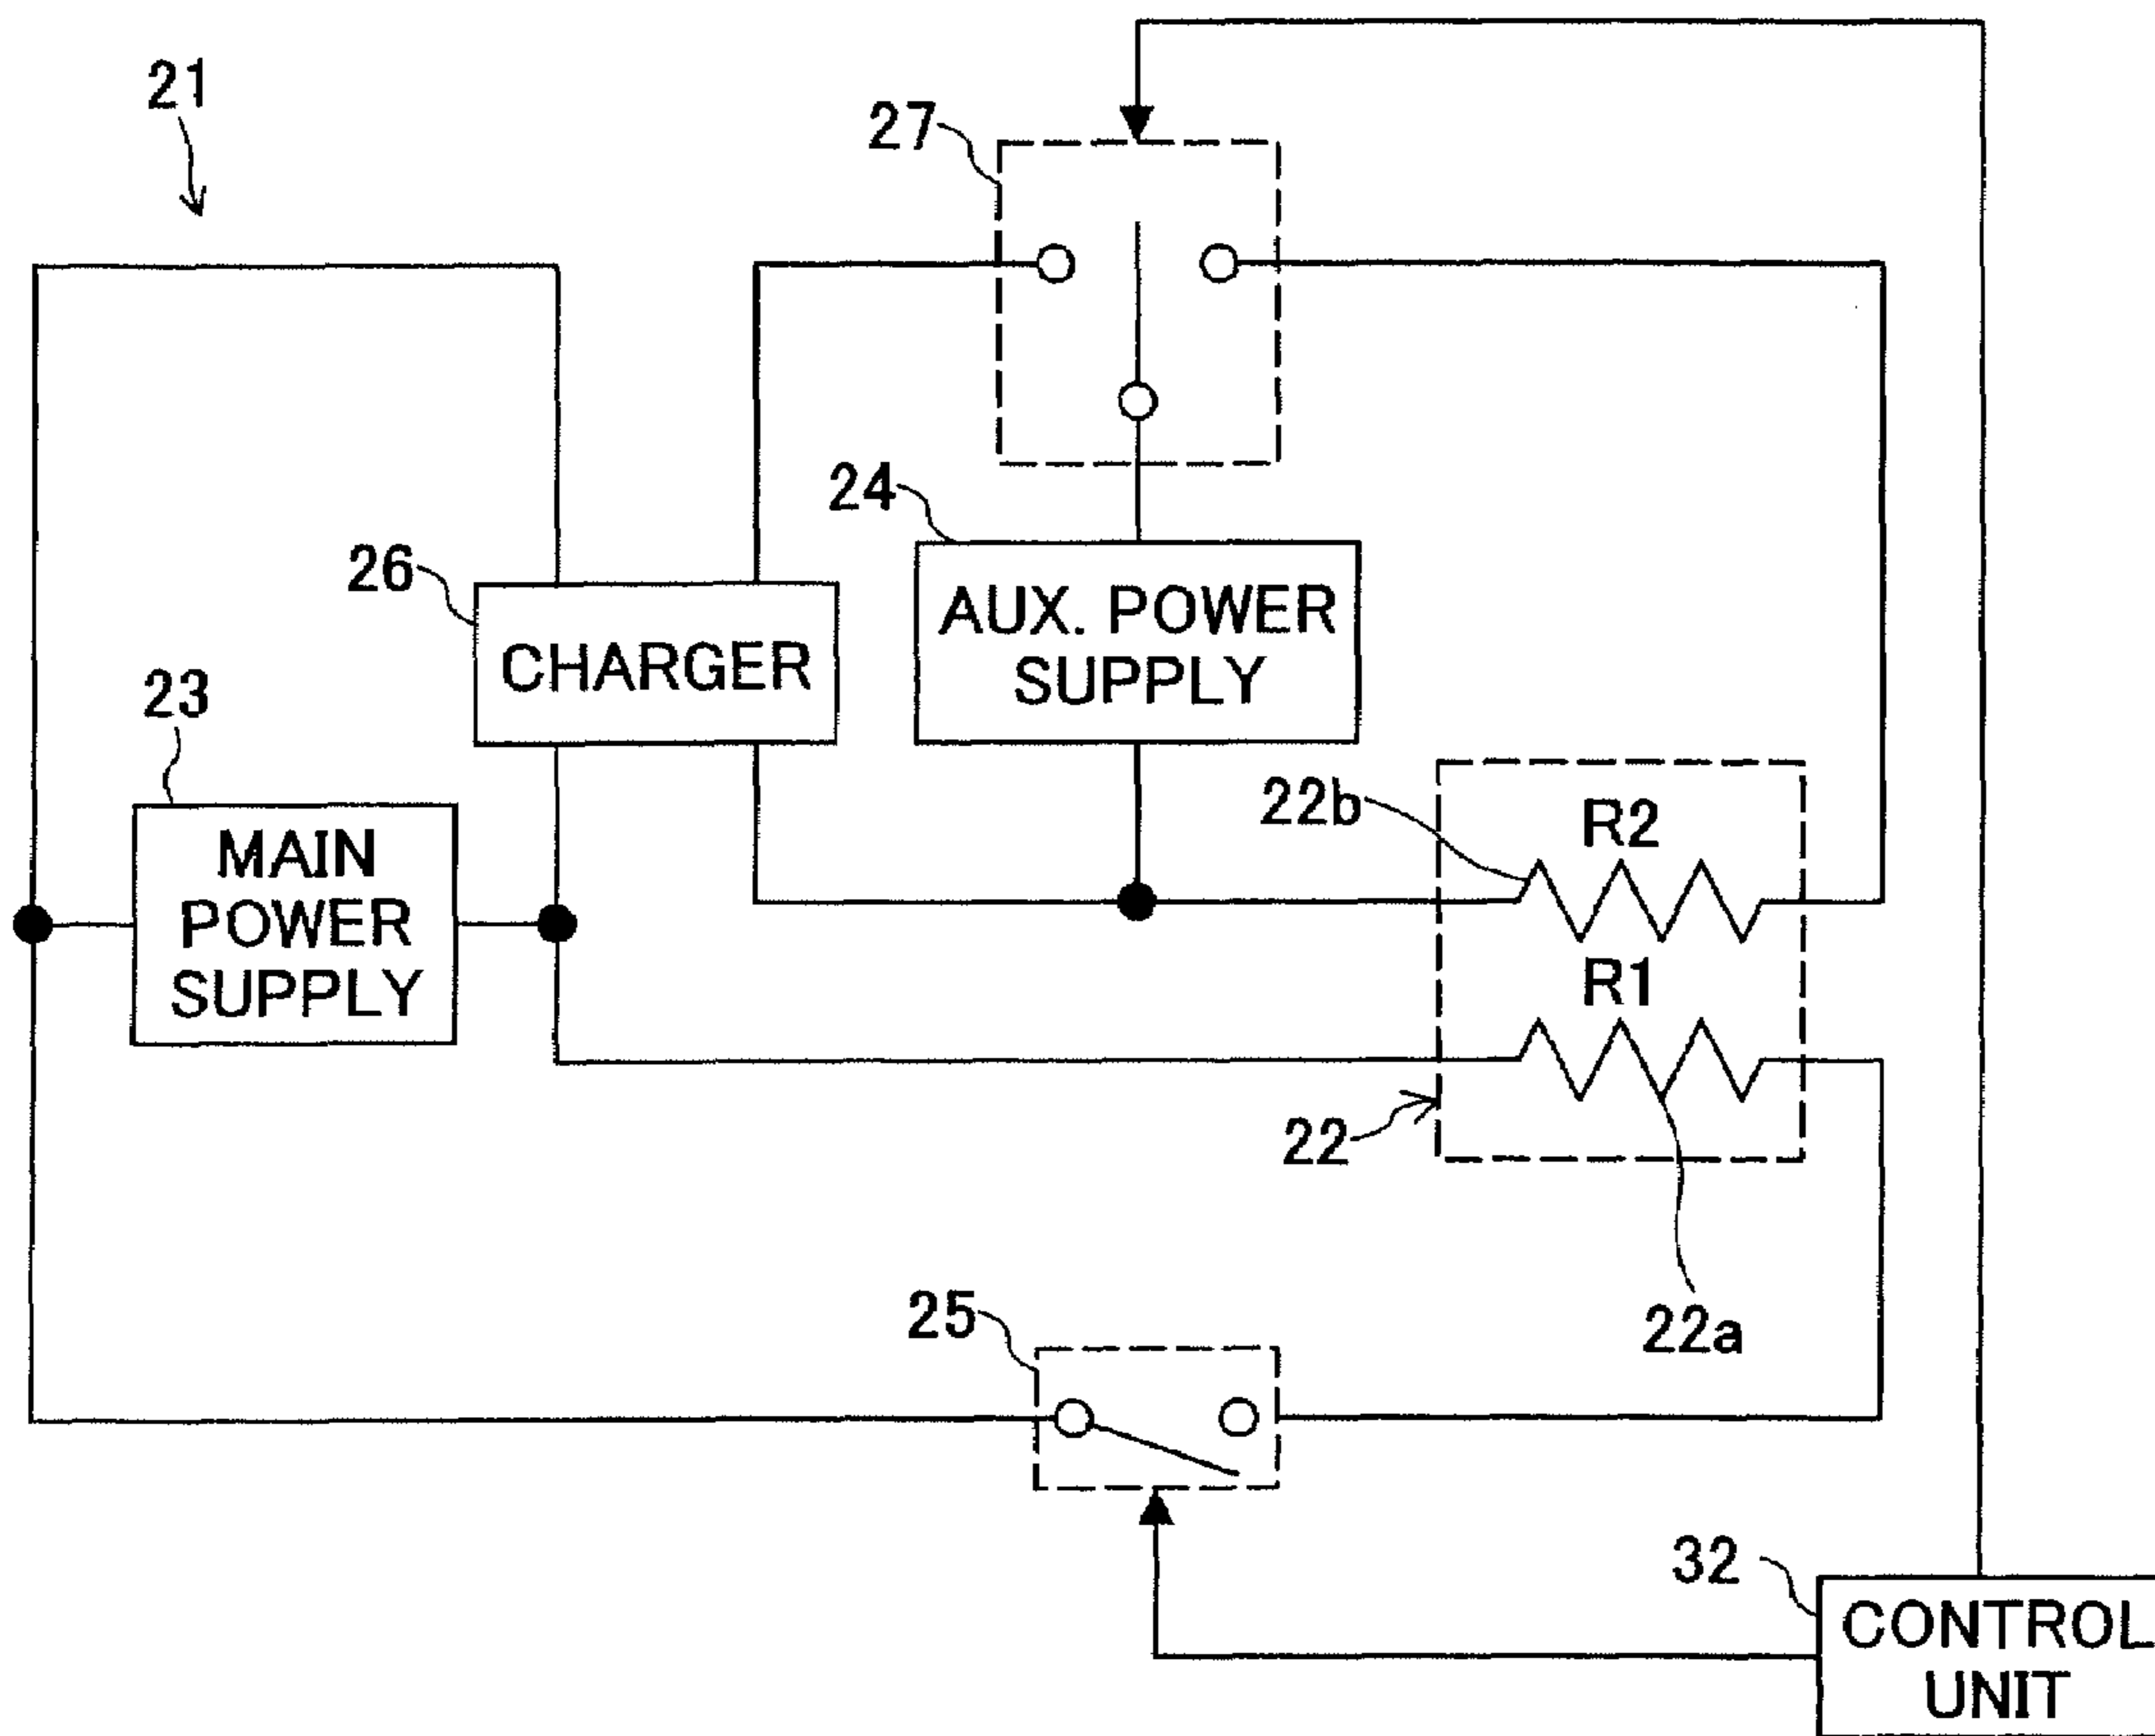 21
27
24
AUX. POWER
SUPPLY
26
CHARGER
23
MAIN
POWER
SUPPLY
22b
R2
R1
22
22a
25
32
CONTROL
UNIT